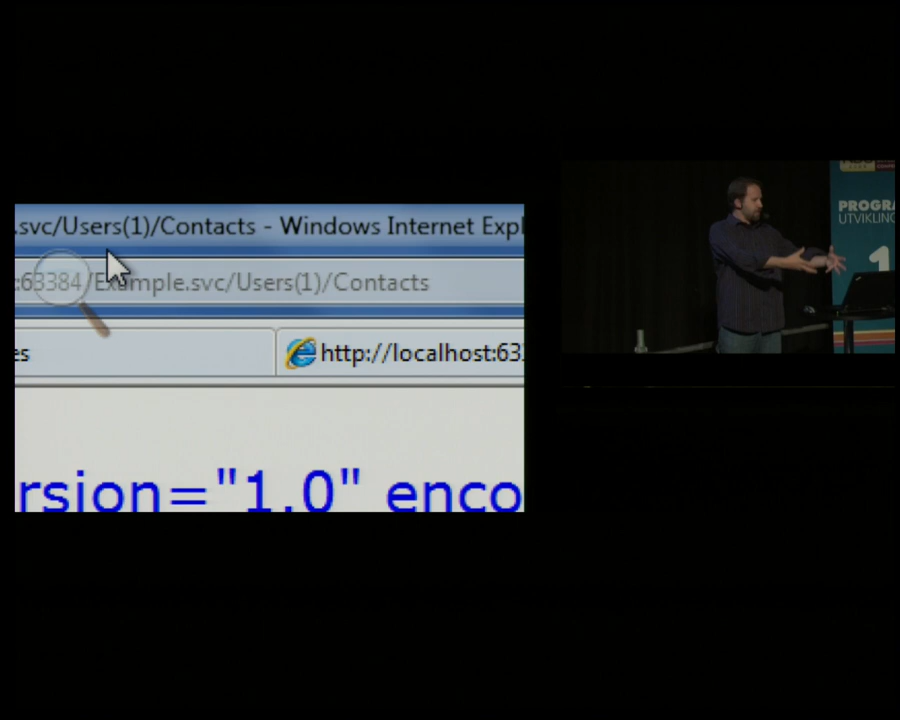 .svc/Users(1)/Contacts - Windows Internet Expl
:63384/Example.svc/Users(1)/Contacts
es
http://localhost:63
rsion="1.0" enco
PROGRA
UTVIKLING
1